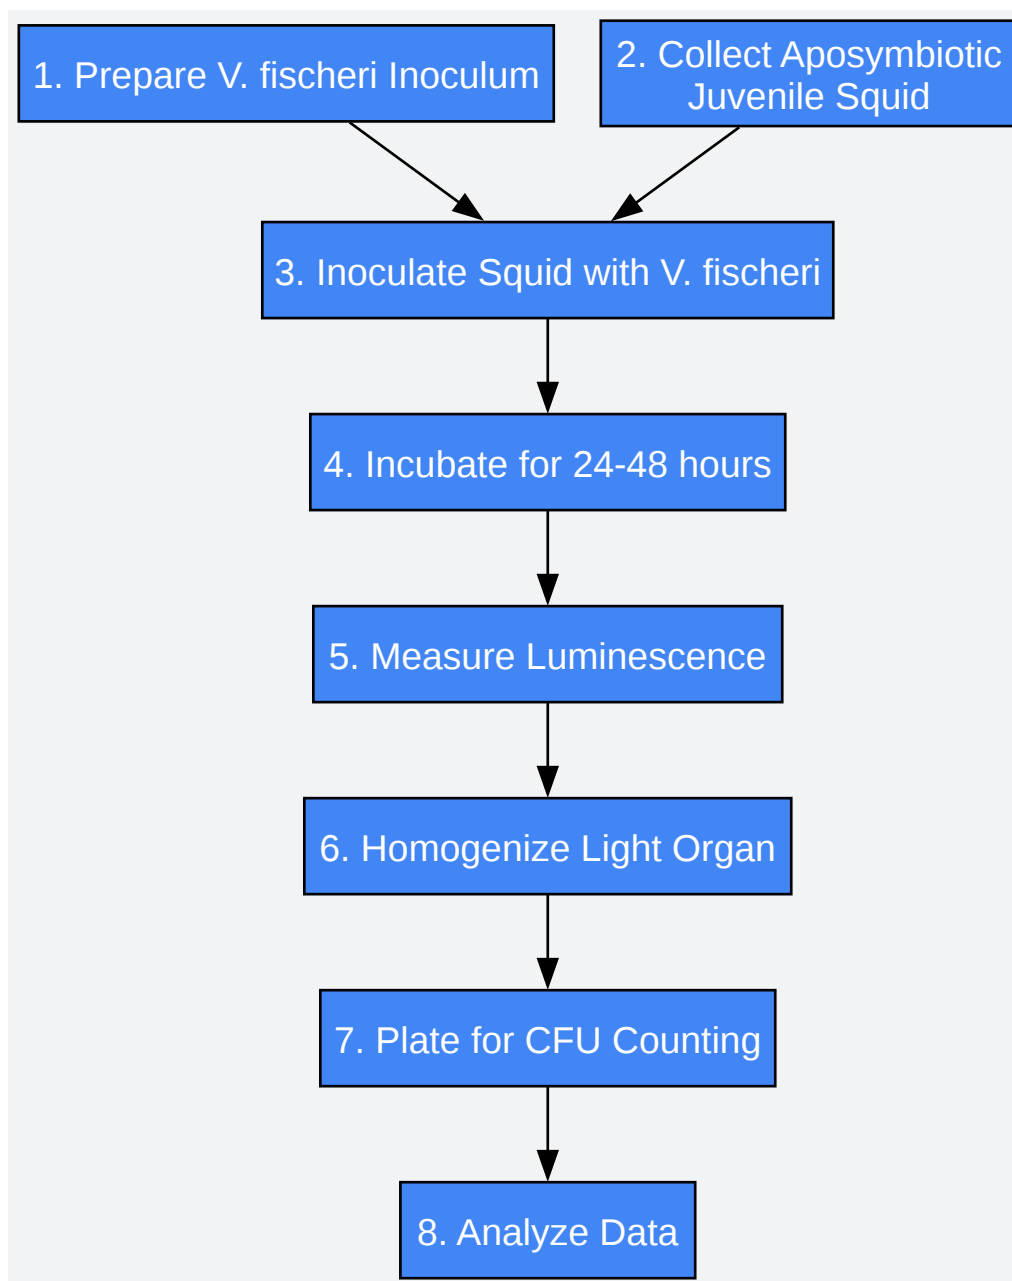 1. Prepare V. fischeri Inoculum
2. Collect Aposymbiotic
Juvenile Squid
3. Inoculate Squid with V. fischeri
4. Incubate for 24-48 hours
5. Measure Luminescence
6. Homogenize Light Organ
7. Plate for CFU Counting
8. Analyze Data